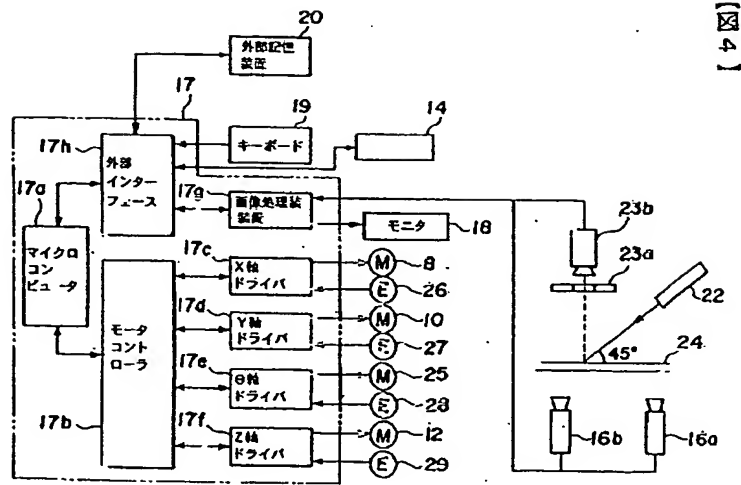 【図4】
20
外部記憶
装置
17
19
キーボード
14
17h
外部
インター
フェース
17a
マイクロ
コン
ピュータ
17g
画像処理装
装置
モニタ
18
23b
23a
22
24
45°
17c
X軸
ドライバ
M
8
E
26
17d
Y軸
ドライバ
M
10
E
27
モータ
コント
ローラ
17e
θ軸
ドライバ
M
25
E
28
17b
17f
Z軸
ドライバ
M
12
E
29
16b
16a